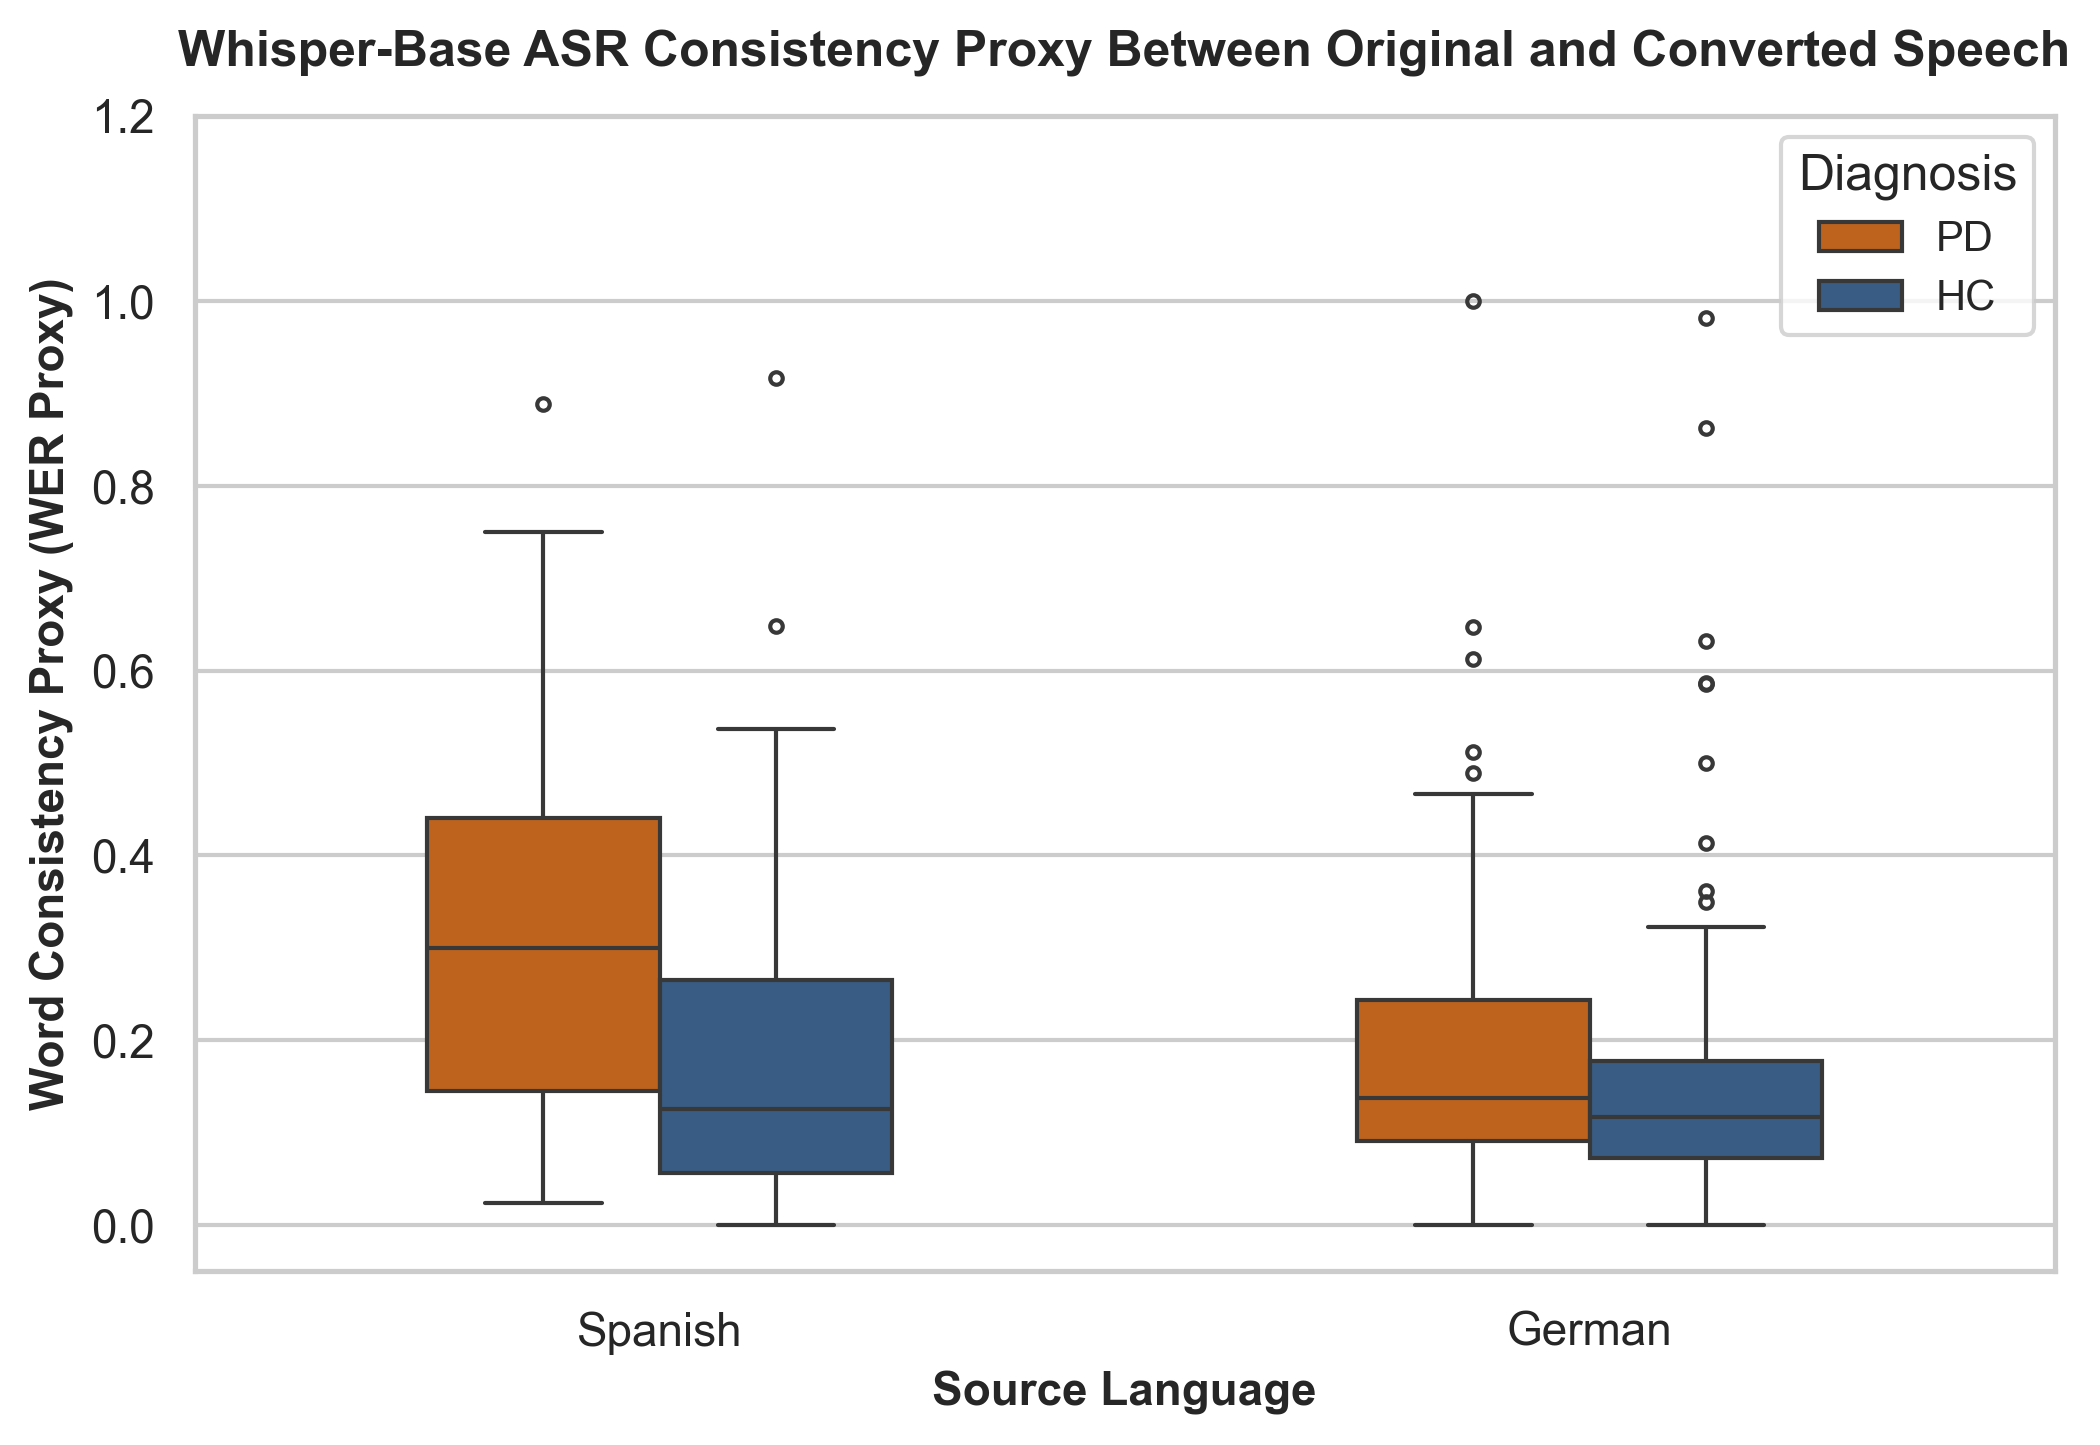 Whisper-Base ASR Consistency Proxy Between Original and Converted Speech
Word Consistency Proxy (WER Proxy)
1.2
1.0
0.8
0.6
0.4
0.2
0.0
Diagnosis
PD
HC
Spanish
German
Source Language